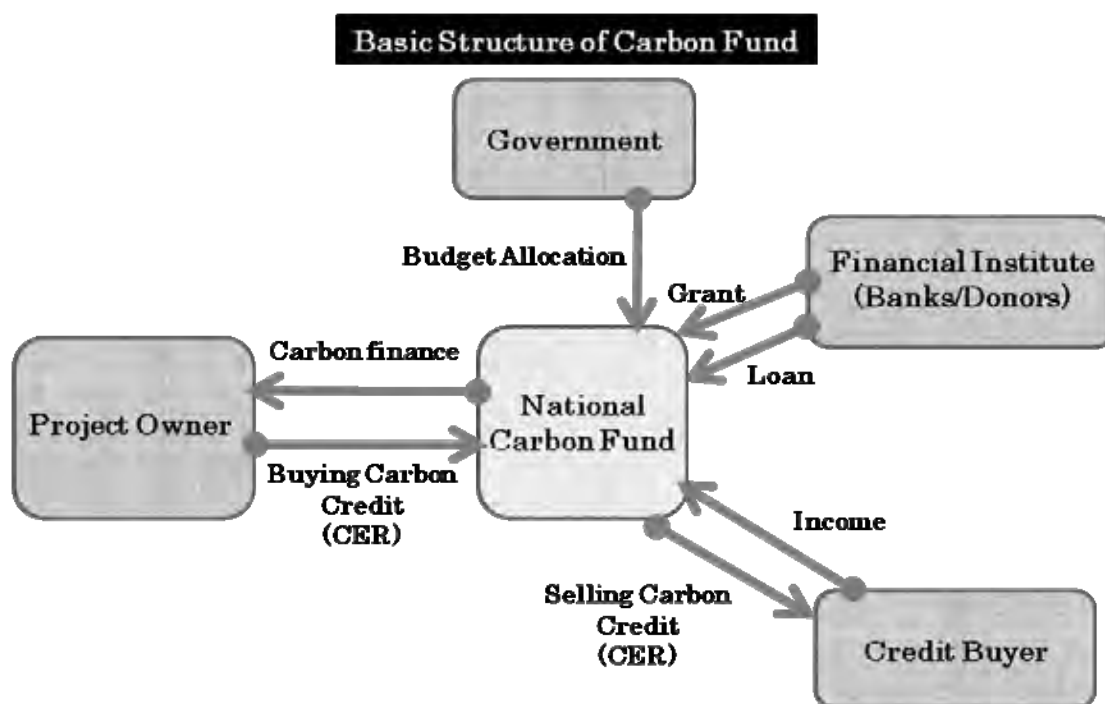 Basic Structure of Carbon Fund
Government
Budget Allocation
Financial Institute
(Banks/Donors)
Grant
Loan
Carbon finance
Project Owner
National
Carbon Fund
Buying Carbon
Credit
(CER)
Income
Selling Carbon
Credit
(CER)
Credit Buyer